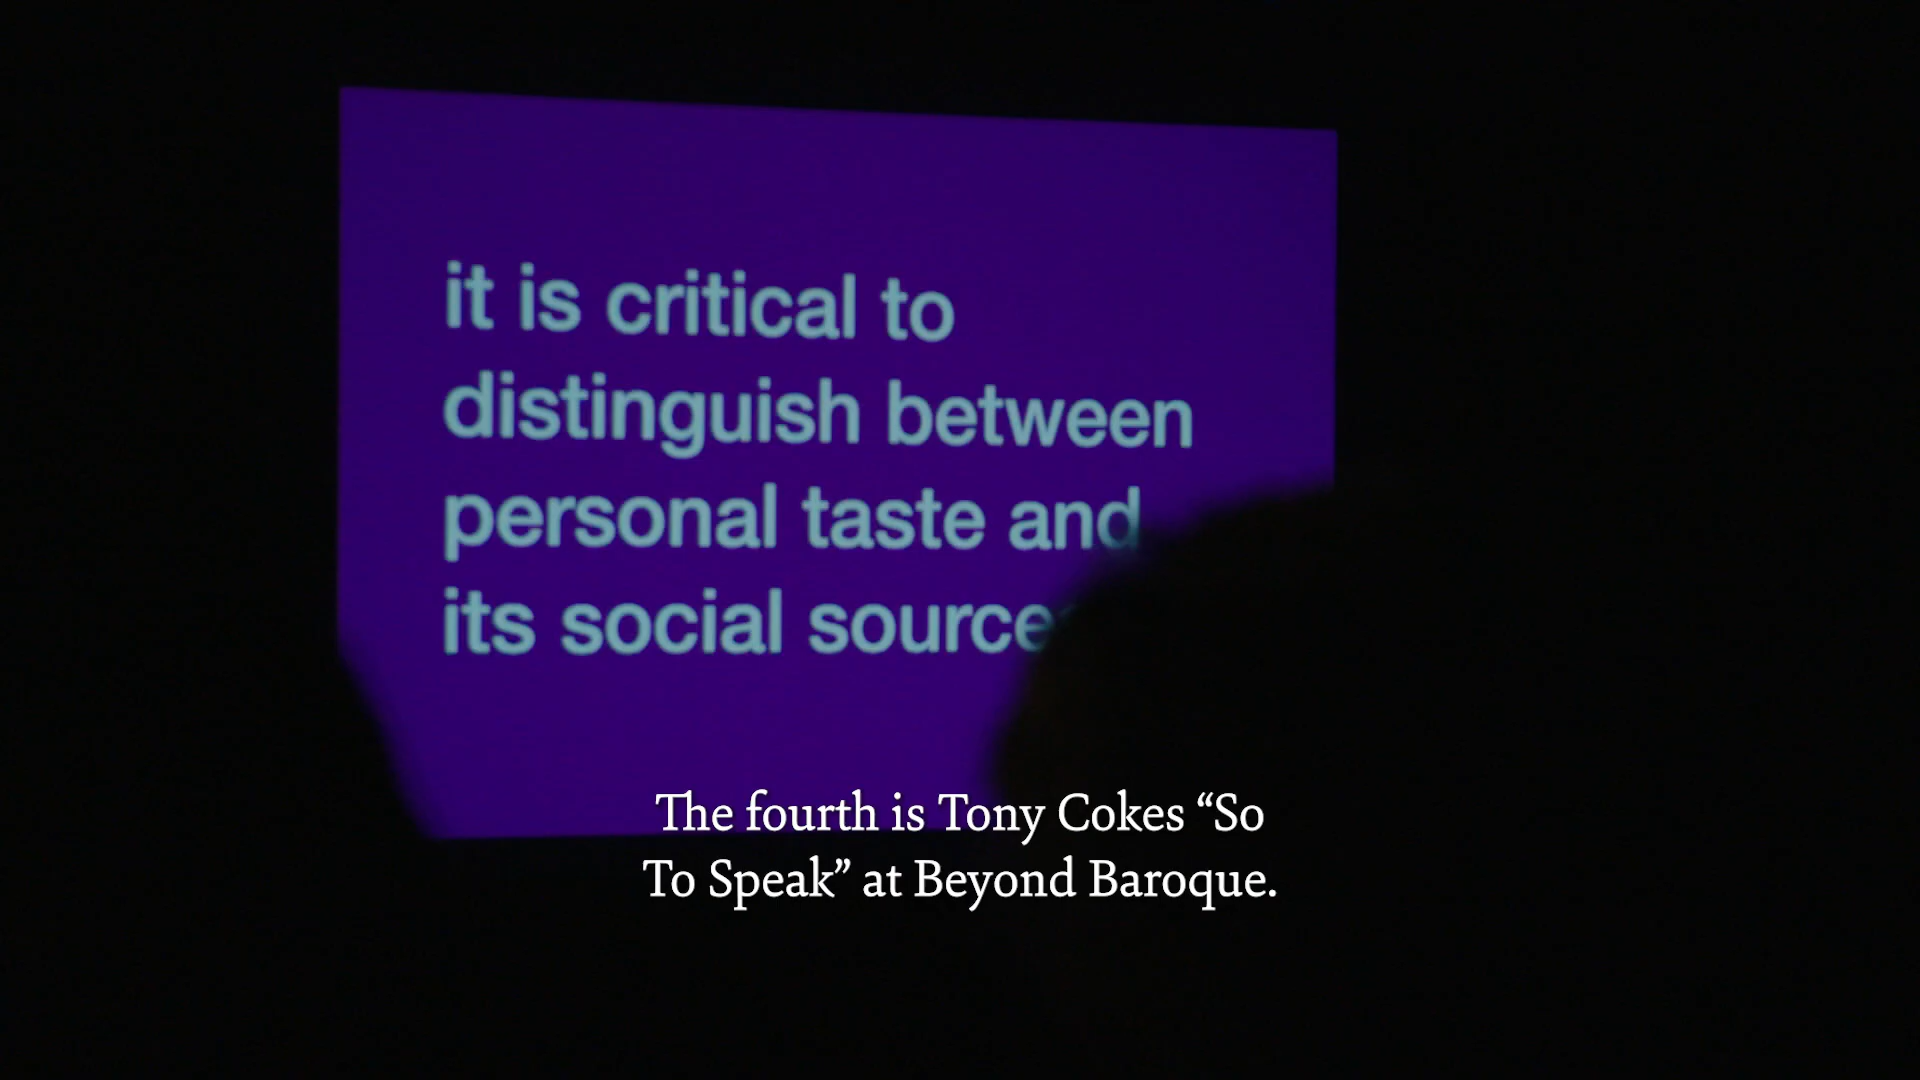 it is critical to
distinguish between
personal taste and
its social
The fourth is Tony Cokes “So
To Speak” at Beyond Baroque.